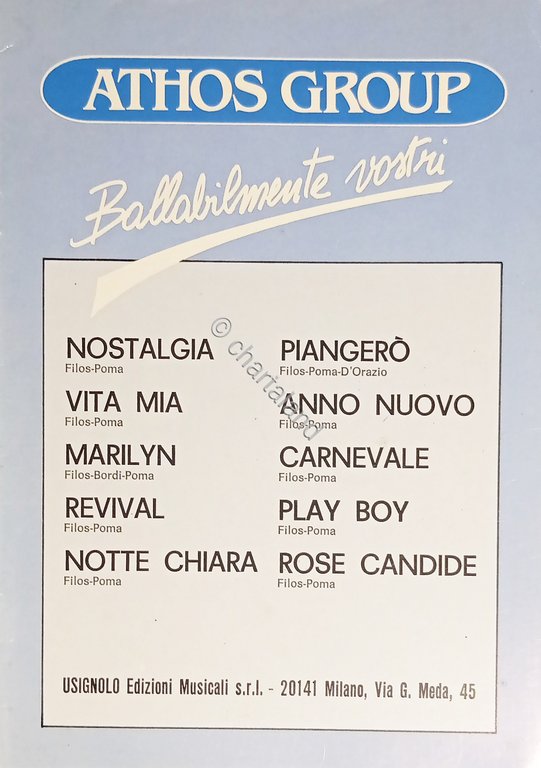 ATHOS GROUP
Ballabilmente vostri
NOSTALGIA
Filos-Poma
VITA MIA
Filos-Poma
MARILYN
Filos-Bordi-Poma
REVIVAL
Filos-Poma
NOTTE CHIARA
Filos-Poma
PIANGERÒ
Filos-Poma-D'Orazio
ANNO NUOVO
Filos-Poma
CARNEVALE
Filos-Poma
PLAY BOY
Filos-Poma
ROSE CANDIDE
Filos-Poma
© chartaland
USIGNOLO Edizioni Musicali s.r.l. - 20141 Milano, Via G. Meda, 45